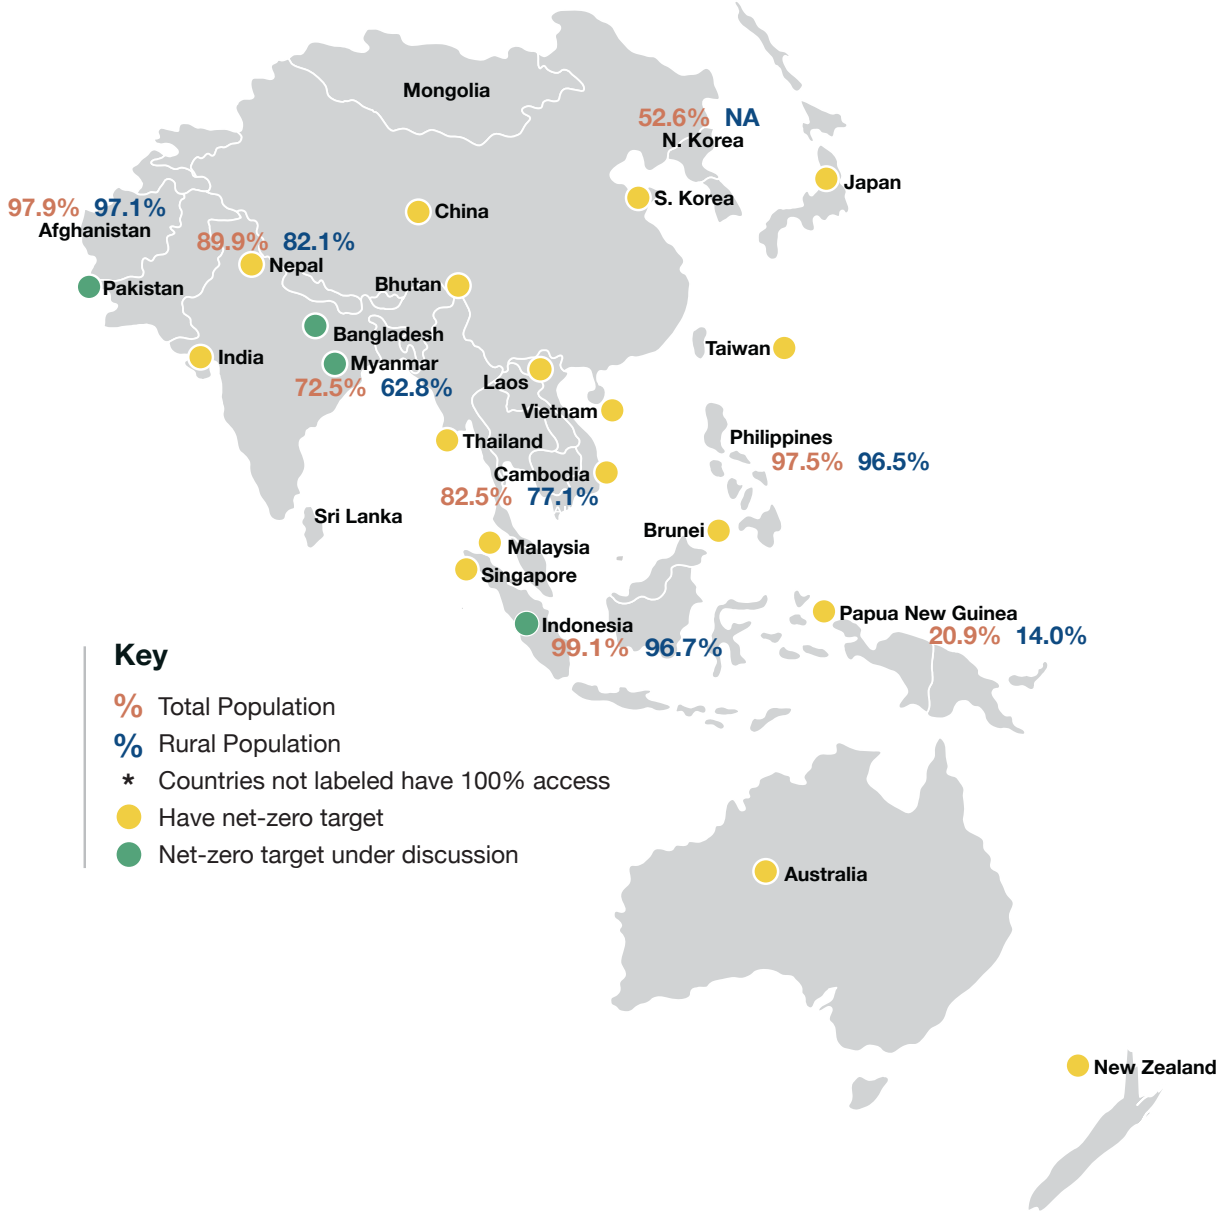 Mongolia
52.6% NA
N. Korea
Japan
S. Korea
China
97.9% 97.1%
Afghanistan
89.9% 82.1%
Nepal
Bhutan
Pakistan
Bangladesh
Taiwan
India
Myanmar
72.5% 62.8%
Laos
Vietnam
Philippines
97.5% 96.5%
Thailand
Cambodia
82.5% 77.1%
Sri Lanka
Brunei
Malaysia
Singapore
Papua New Guinea
20.9% 14.0%
Indonesia
99.1% 96.7%
Key
% Total Population
% Rural Population
* Countries not labeled have 100% access
Have net-zero target
Net-zero target under discussion
Australia
New Zealand